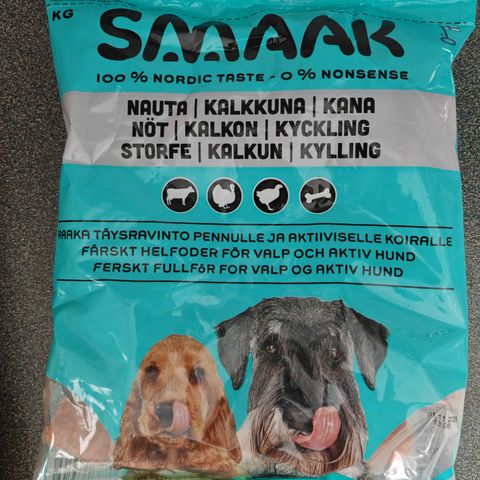 KG
SMAAK
100 % NORDIC TASTE - 0 % NONSENSE
NAUTA | KALKKUNA | KANA
NÖT | KALKON | KYCKLING
STORFE | KALKUN | KYLLING
RAAKA TÄYSRAVINTO PENNULLE JA AKTIIVISELLE KOIRALLE
FÄRSKT HELFODER FÖR VALP OCH AKTIV HUND
FERSKT FULLFÓR FOR VALP OG AKTIV HUND